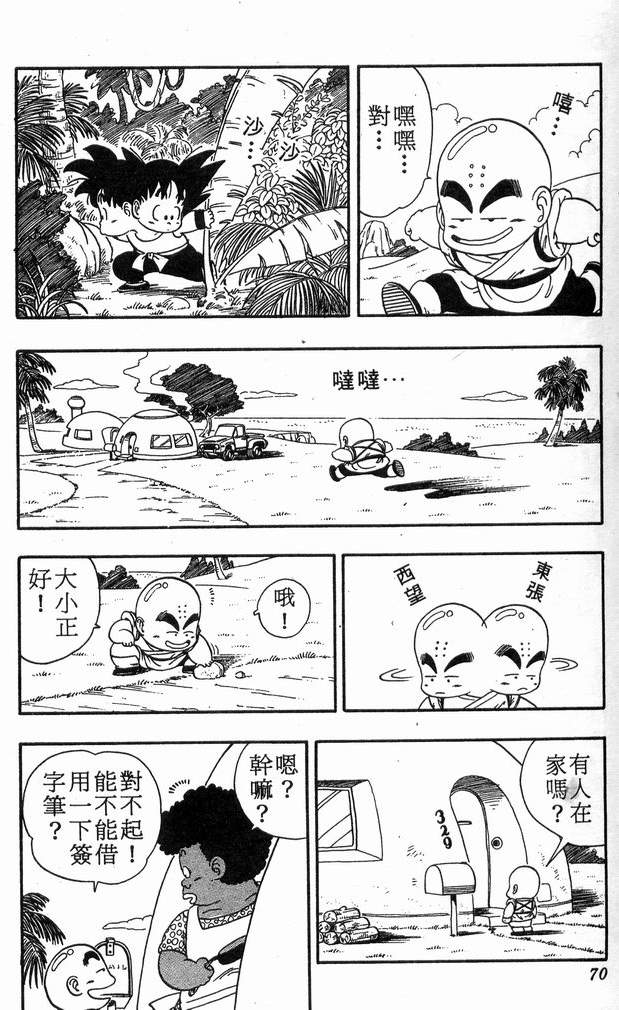 嘻…
嘿嘿…
對…
沙…
沙
噠噠…
東張
西望
哦！
大小正
好！
有人在
家嗎？
329
嗯？
幹嘛？
對不起！
能不能借
用一下簽
字筆？
70